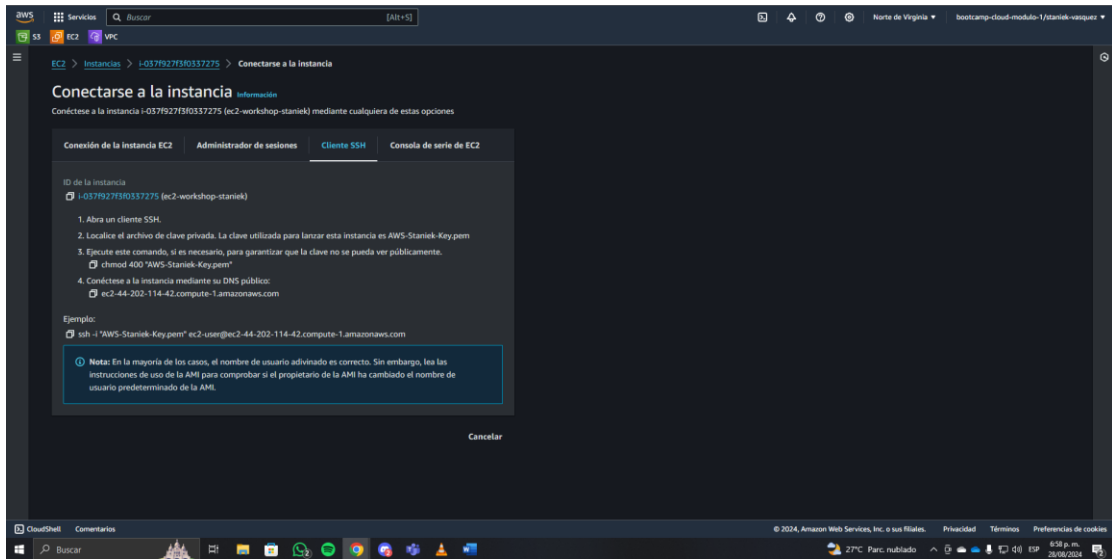 aws
Servicios
Buscar
[Alt+S]
Norte de Virginia
bootcamp-cloud-modulo-1/staniek-vasquez
S3
EC2
VPC
EC2 > Instancias > i-037f927f3f0337275 > Conectarse a la instancia
Conectarse a la instancia Información
Conéctese a la instancia i-037f927f3f0337275 (ec2-workshop-staniek) mediante cualquiera de estas opciones
Conexión de la instancia EC2
Administrador de sesiones
Cliente SSH
Consola de serie de EC2
ID de la instancia
i-037f927f3f0337275 (ec2-workshop-staniek)
1. Abra un cliente SSH.
2. Localice el archivo de clave privada. La clave utilizada para lanzar esta instancia es AWS-Staniek-Key.pem
3. Ejecute este comando, si es necesario, para garantizar que la clave no se pueda ver públicamente.
chmod 400 "AWS-Staniek-Key.pem"
4. Conéctese a la instancia mediante su DNS público:
ec2-44-202-114-42.compute-1.amazonaws.com
Ejemplo:
ssh -i "AWS-Staniek-Key.pem" ec2-user@ec2-44-202-114-42.compute-1.amazonaws.com
Nota: En la mayoría de los casos, el nombre de usuario adivinado es correcto. Sin embargo, lea las
instrucciones de uso de la AMI para comprobar si el propietario de la AMI ha cambiado el nombre de
usuario predeterminado de la AMI.
Cancelar
CloudShell
Comentarios
© 2024, Amazon Web Services, Inc. o sus filiales.
Privacidad
Términos
Preferencias de cookies
Buscar
27°C Parc. nublado
ESP
6:58 p. m.
28/08/2024